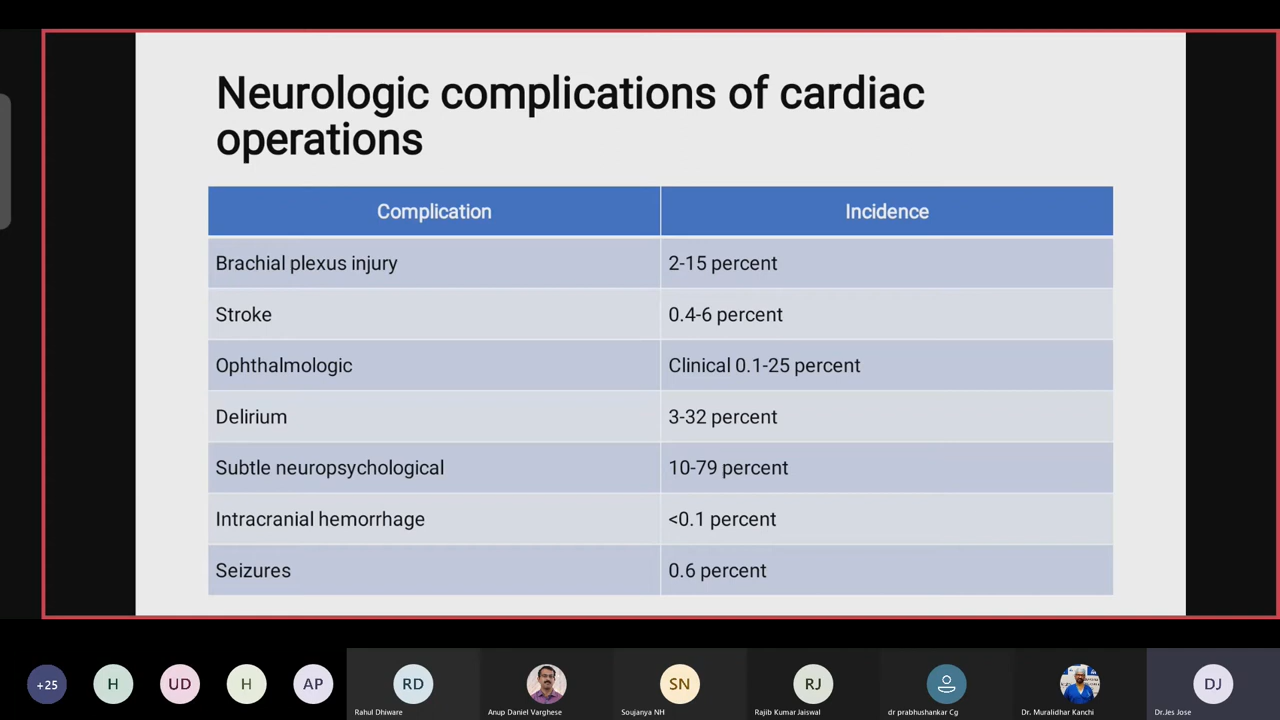 Neurologic complications of cardiac
operations
Complication Incidence
Brachial plexus injury 2-15 percent
Stroke 0.4-6 percent
Ophthalmologic Clinical 0.1-25 percent
Delirium 3-32 percent
Subtle neuropsychological 10-79 percent
Intracranial hemorrhage <0.1 percent
Seizures 0.6 percent
+25 H UD H AP RD SN RJ DJ
Rahul Dhiware Anup Daniel Varghese Soujanya NH Rajib Kumar Jaiswal dr prabhushankar Cg Dr. Muralidhar Kanchi Dr.Jes Jose